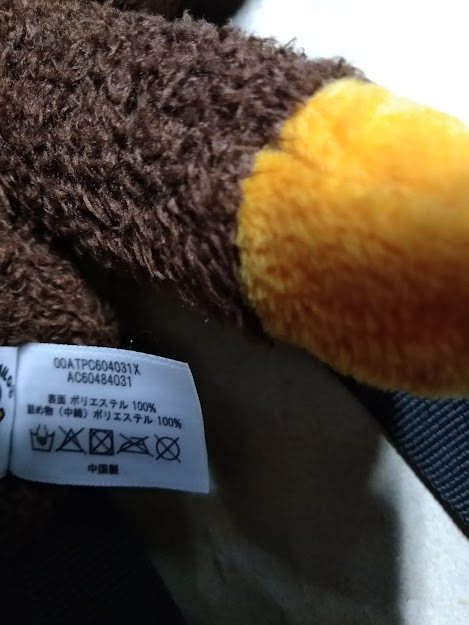 00ATPC604031X
AC60484031
表面 ポリエステル 100%
詰め物（中綿）ポリエステル 100%
中国製